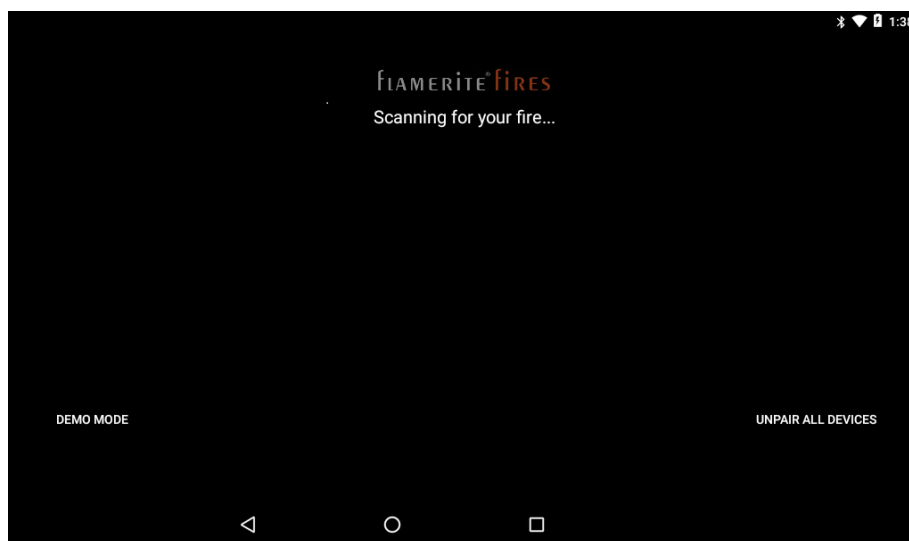 flamerite® fires
Scanning for your fire...
DEMO MODE
UNPAIR ALL DEVICES